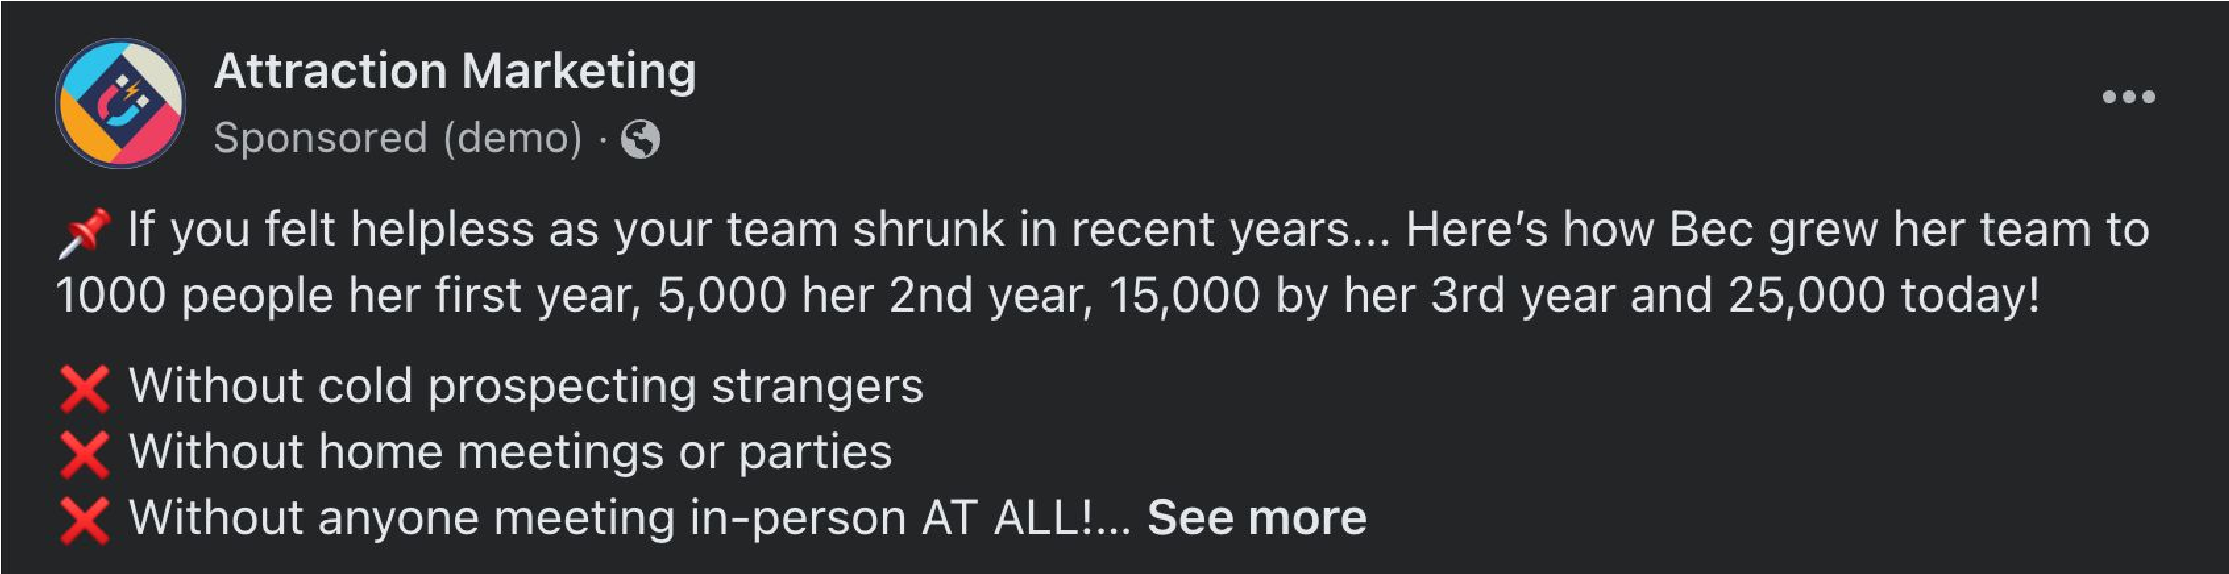 Attraction Marketing
Sponsored (demo) ·
📌 If you felt helpless as your team shrunk in recent years... Here’s how Bec grew her team to
1000 people her first year, 5,000 her 2nd year, 15,000 by her 3rd year and 25,000 today!
❌ Without cold prospecting strangers
❌ Without home meetings or parties
❌ Without anyone meeting in-person AT ALL!... See more